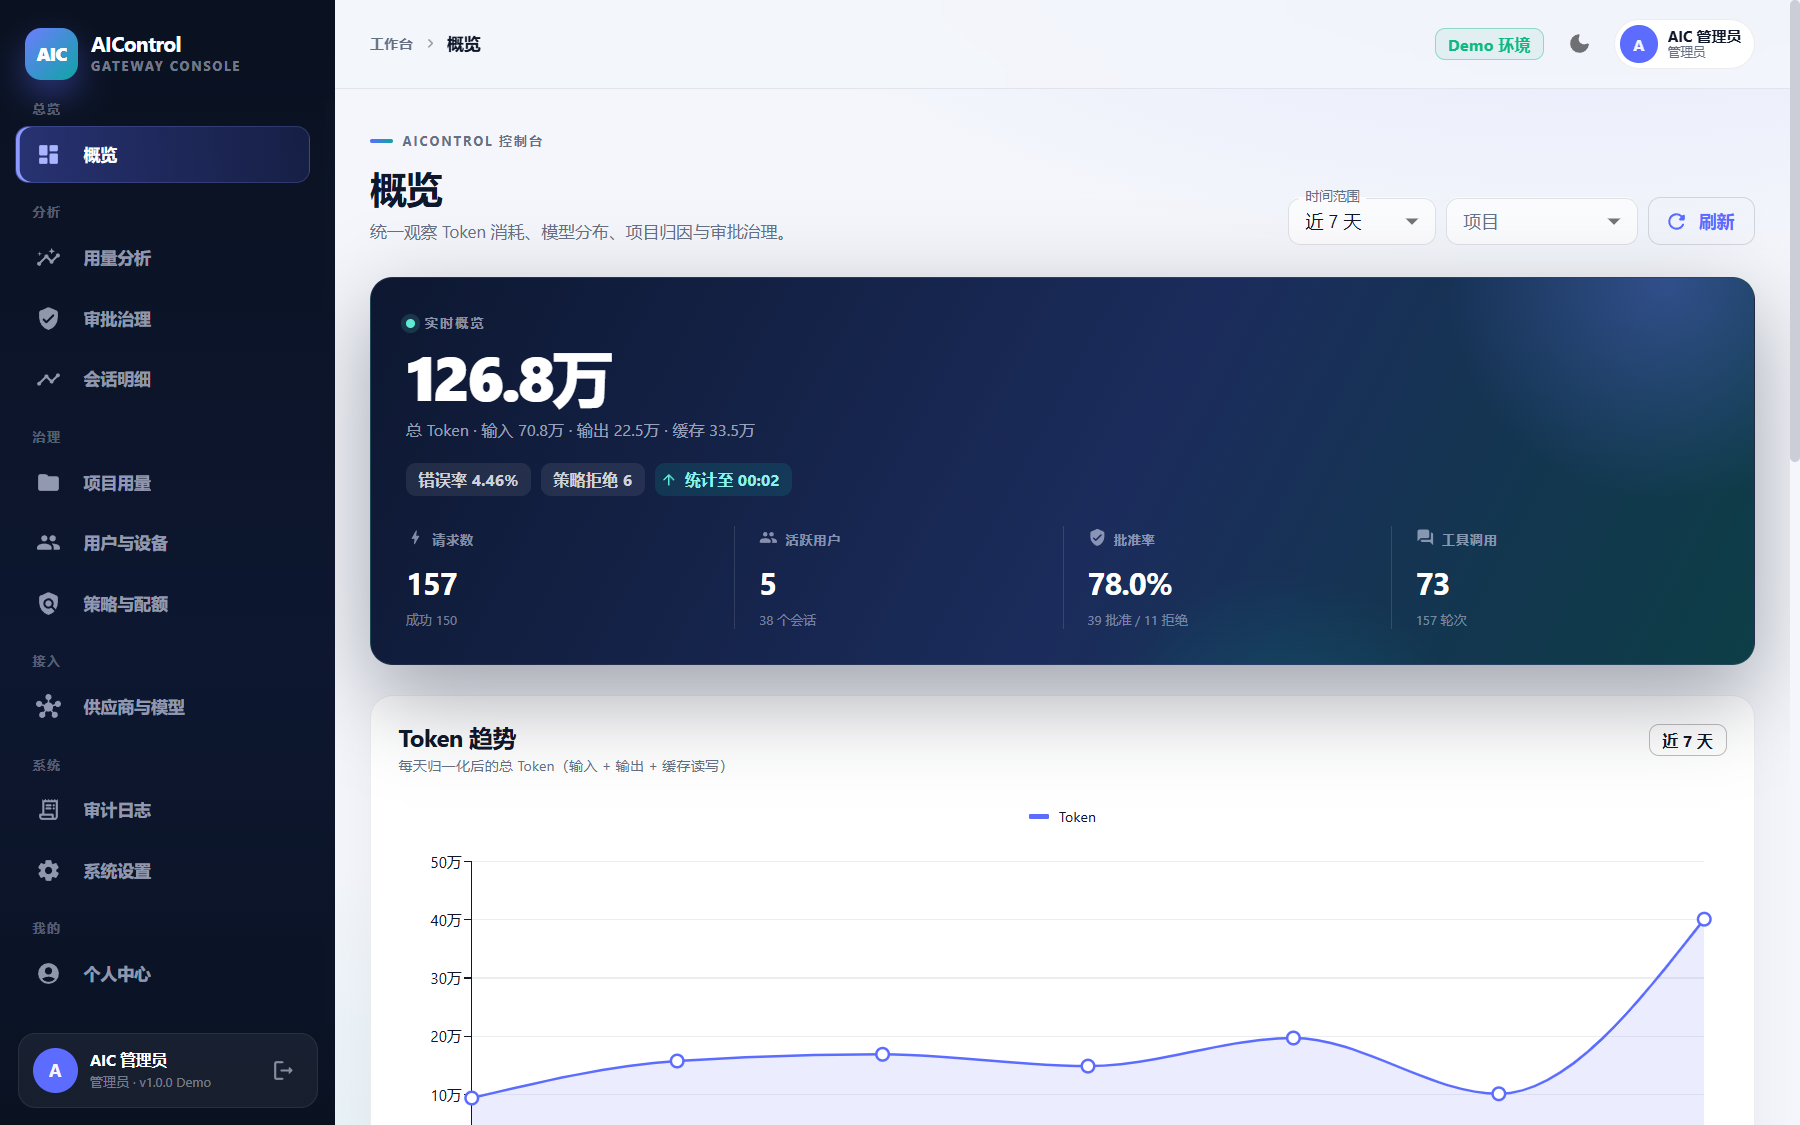 AIC
AIControl
GATEWAY CONSOLE
总览
概览
分析
用量分析
审批治理
会话明细
治理
项目用量
用户与设备
策略与配额
接入
供应商与模型
系统
审计日志
系统设置
我的
个人中心
A
AIC 管理员
管理员 · v1.0.0 Demo
工作台 > 概览
Demo 环境
A
AIC 管理员
管理员
AICONTROL 控制台
概览
统一观察 Token 消耗、模型分布、项目归因与审批治理。
时间范围
近 7 天
项目
刷新
实时概览
126.8万
总 Token · 输入 70.8万 · 输出 22.5万 · 缓存 33.5万
错误率 4.46%
策略拒绝 6
统计至 00:02
请求数
157
成功 150
活跃用户
5
38 个会话
批准率
78.0%
39 批准 / 11 拒绝
工具调用
73
157 轮次
Token 趋势
每天归一化后的总 Token（输入 + 输出 + 缓存读写）
近 7 天
Token
50万
40万
30万
20万
10万